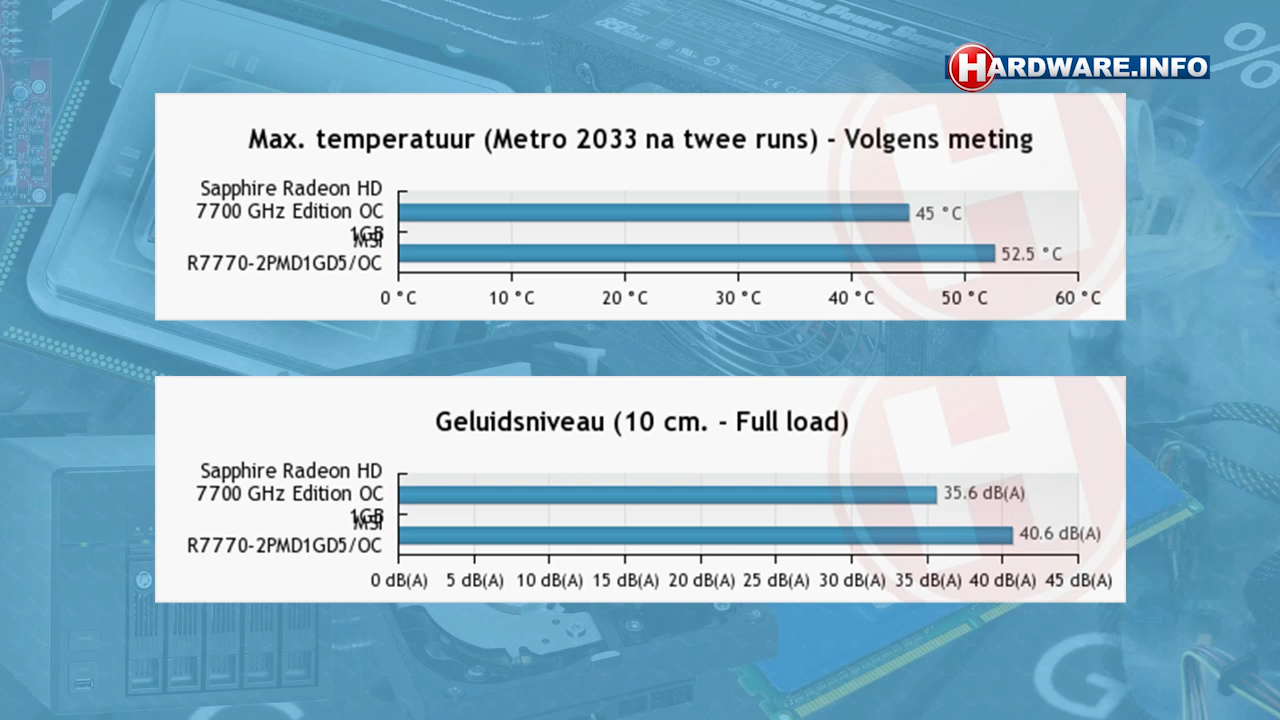 HARDWARE.INFO
Max. temperatuur (Metro 2033 na twee runs) - Volgens meting
Sapphire Radeon HD
7700 GHz Edition OC
1GB
45 °C
MSI
R7770-2PMD1GD5/OC
52.5 °C
0 °C 10 °C 20 °C 30 °C 40 °C 50 °C 60 °C
Geluidsniveau (10 cm. - Full load)
Sapphire Radeon HD
7700 GHz Edition OC
1GB
35.6 dB(A)
MSI
R7770-2PMD1GD5/OC
40.6 dB(A)
0 dB(A) 5 dB(A) 10 dB(A) 15 dB(A) 20 dB(A) 25 dB(A) 30 dB(A) 35 dB(A) 40 dB(A) 45 dB(A)